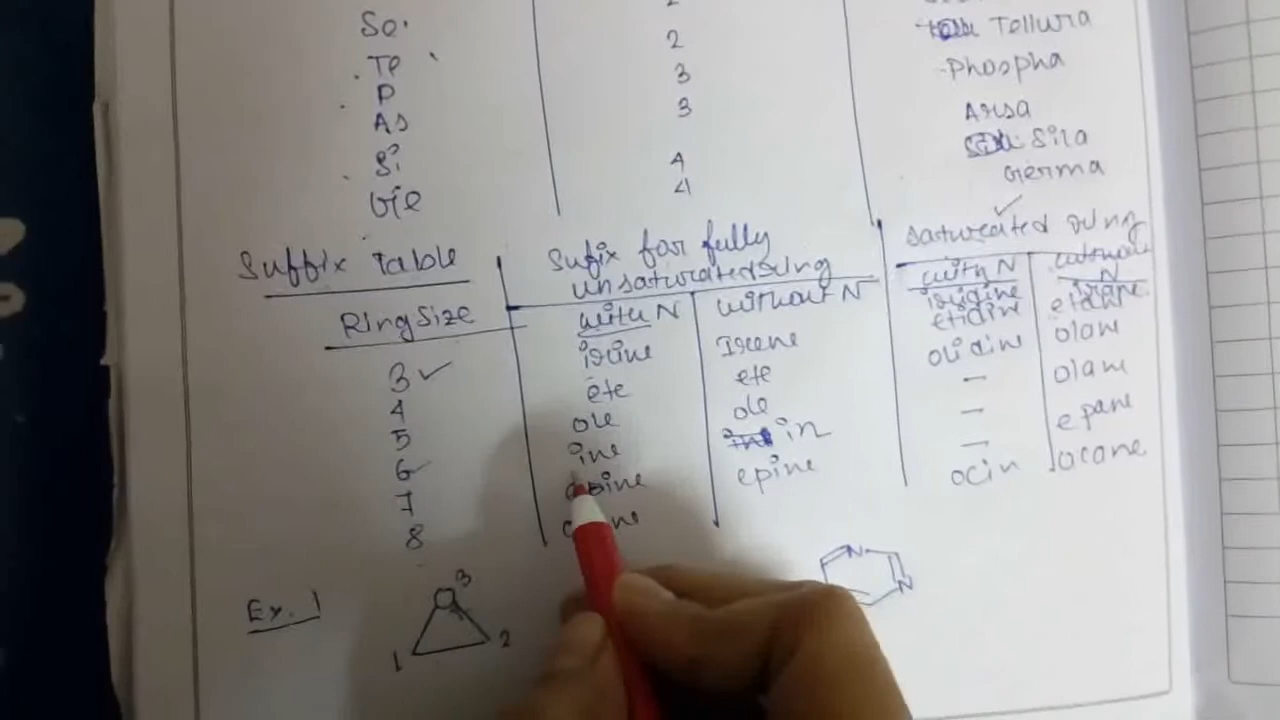 Se 2
Te 2 Tellura
P 3 Phospha
As 3 Arsa
Si 4 Sila
Ge 4 Germa
Suffix Table Sufix for fully unsaturated ring saturated ring
Ring Size with N without N with N without N
3 irine Irene iridine irane
4 ete ete etidine etane
5 ole ole olidine olane
6 ine in — olane
7 epine epine — epane
8 — ocin ocane
Ex. 1
3
1 2
N
N